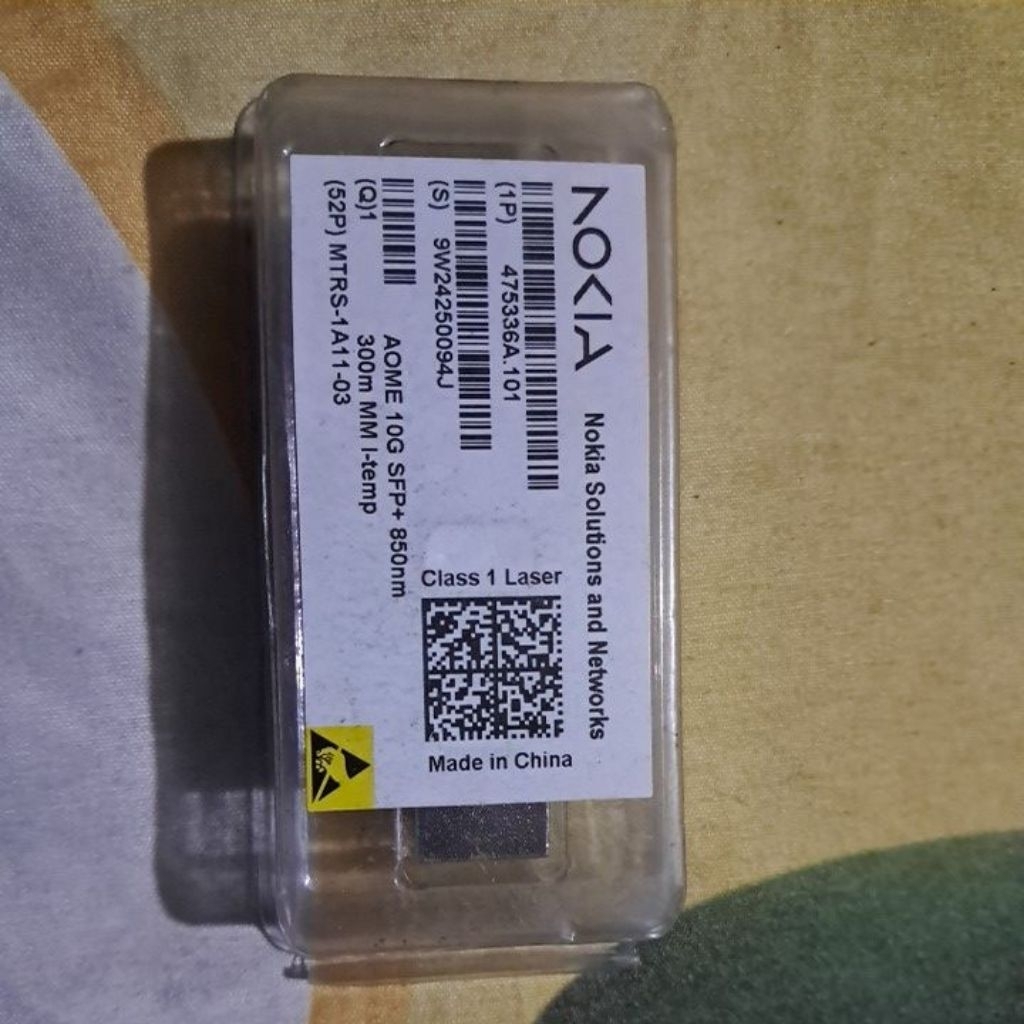 NOKIA Nokia Solutions and Networks
(1P) 475336A.101
(S) 9W24250094J
(Q)1
AOME 10G SFP+ 850nm
300m MM I-temp
(52P) MTRS-1A11-03
Class 1 Laser
Made in China